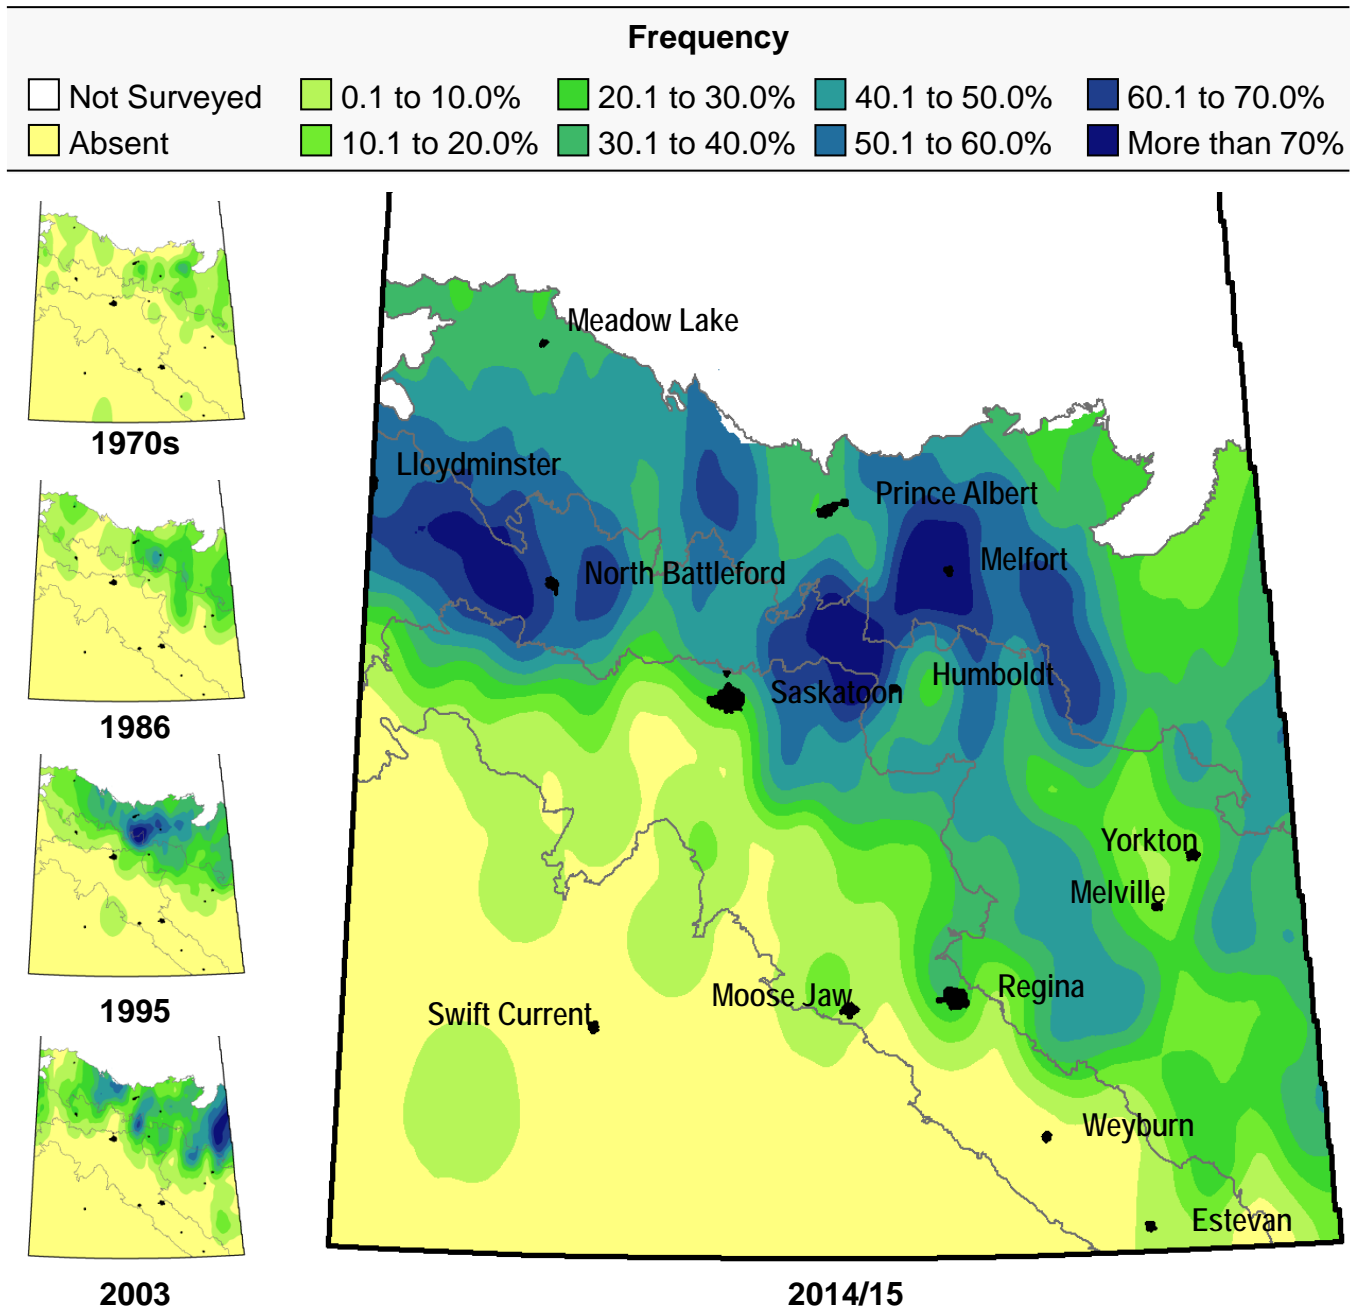 Frequency
Not Surveyed 0.1 to 10.0% 20.1 to 30.0% 40.1 to 50.0% 60.1 to 70.0%
Absent 10.1 to 20.0% 30.1 to 40.0% 50.1 to 60.0% More than 70%
Meadow Lake
1970s
Lloydminster
Prince Albert
Melfort
North Battleford
Humboldt
Saskatoon
1986
Yorkton
Melville
Regina
Moose Jaw
1995
Swift Current
Weyburn
Estevan
2003
2014/15